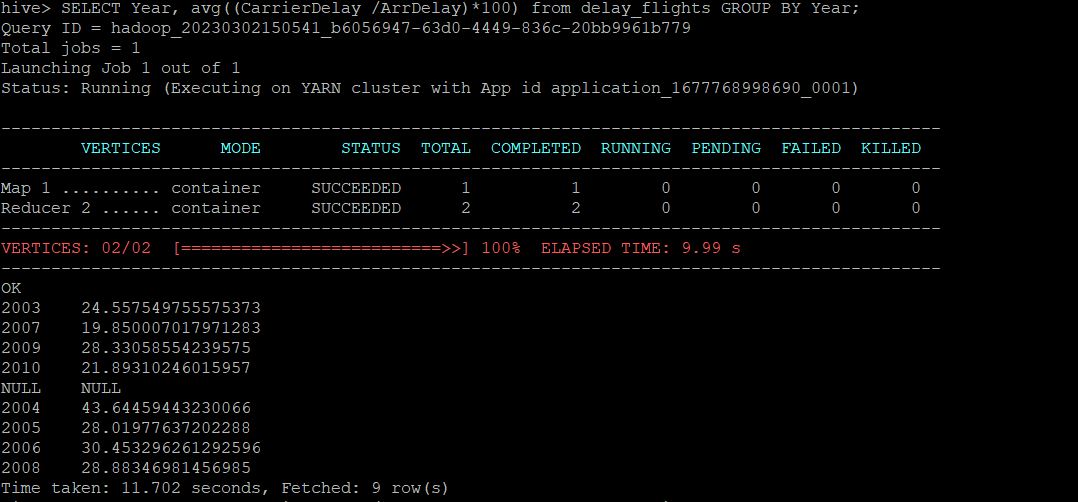 hive> SELECT Year, avg((CarrierDelay /ArrDelay)*100) from delay_flights GROUP BY Year;
Query ID = hadoop_20230302150541_b6056947-63d0-4449-836c-20bb9961b779
Total jobs = 1
Launching Job 1 out of 1
Status: Running (Executing on YARN cluster with App id application_1677768998690_0001)
----------------------------------------------------------------------------------------------
VERTICES MODE STATUS TOTAL COMPLETED RUNNING PENDING FAILED KILLED
----------------------------------------------------------------------------------------------
Map 1 .......... container SUCCEEDED 1 1 0 0 0 0
Reducer 2 ...... container SUCCEEDED 2 2 0 0 0 0
----------------------------------------------------------------------------------------------
VERTICES: 02/02 [==========================>>] 100% ELAPSED TIME: 9.99 s
----------------------------------------------------------------------------------------------
OK
2003 24.557549755575373
2007 19.850007017971283
2009 28.33058554239575
2010 21.89310246015957
NULL NULL
2004 43.64459443230066
2005 28.01977637202288
2006 30.453296261292596
2008 28.88346981456985
Time taken: 11.702 seconds, Fetched: 9 row(s)